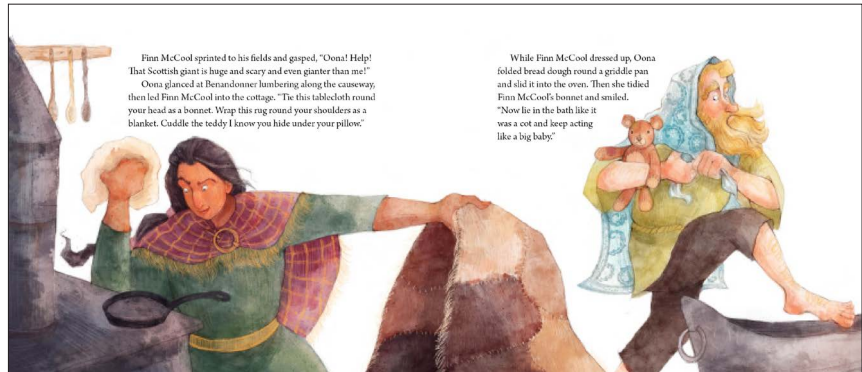 Finn McCool sprinted to his fields and gasped, “Oona! Help!
That Scottish giant is huge and scary and even gianter than me!”
Oona glanced at Benandonner lumbering along the causeway,
then led Finn McCool into the cottage. “Tie this tablecloth round
your head as a bonnet. Wrap this rug round your shoulders as a
blanket. Cuddle the teddy I know you hide under your pillow.”
While Finn McCool dressed up, Oona
folded bread dough round a griddle pan
and slid it into the oven. Then she tidied
Finn McCool’s bonnet and smiled.
“Now lie in the bath like it
was a cot and keep acting
like a big baby.”